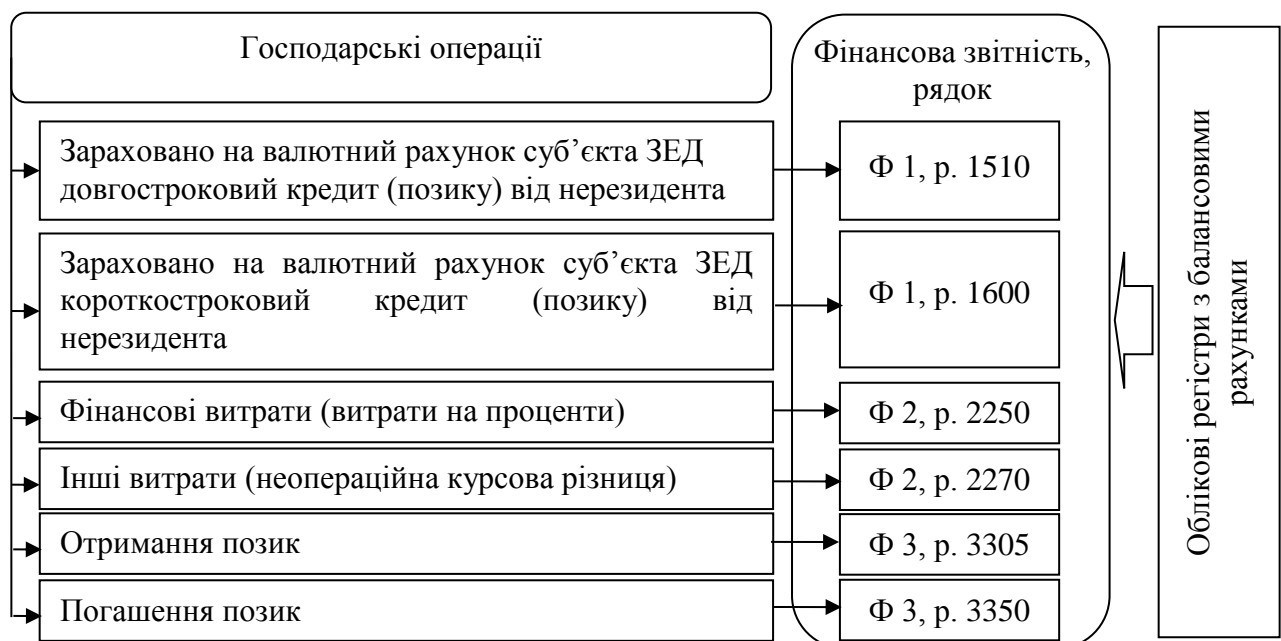 Господарські операції
Фінансова звітність,
рядок
Зараховано на валютний рахунок суб’єкта ЗЕД
довгостроковий кредит (позику) від нерезидента
Ф 1, р. 1510
Зараховано на валютний рахунок суб’єкта ЗЕД
короткостроковий кредит (позику) від
нерезидента
Ф 1, р. 1600
Фінансові витрати (витрати на проценти)
Ф 2, р. 2250
Інші витрати (неопераційна курсова різниця)
Ф 2, р. 2270
Отримання позик
Ф 3, р. 3305
Погашення позик
Ф 3, р. 3350
Облікові регістри з балансовими
рахунками